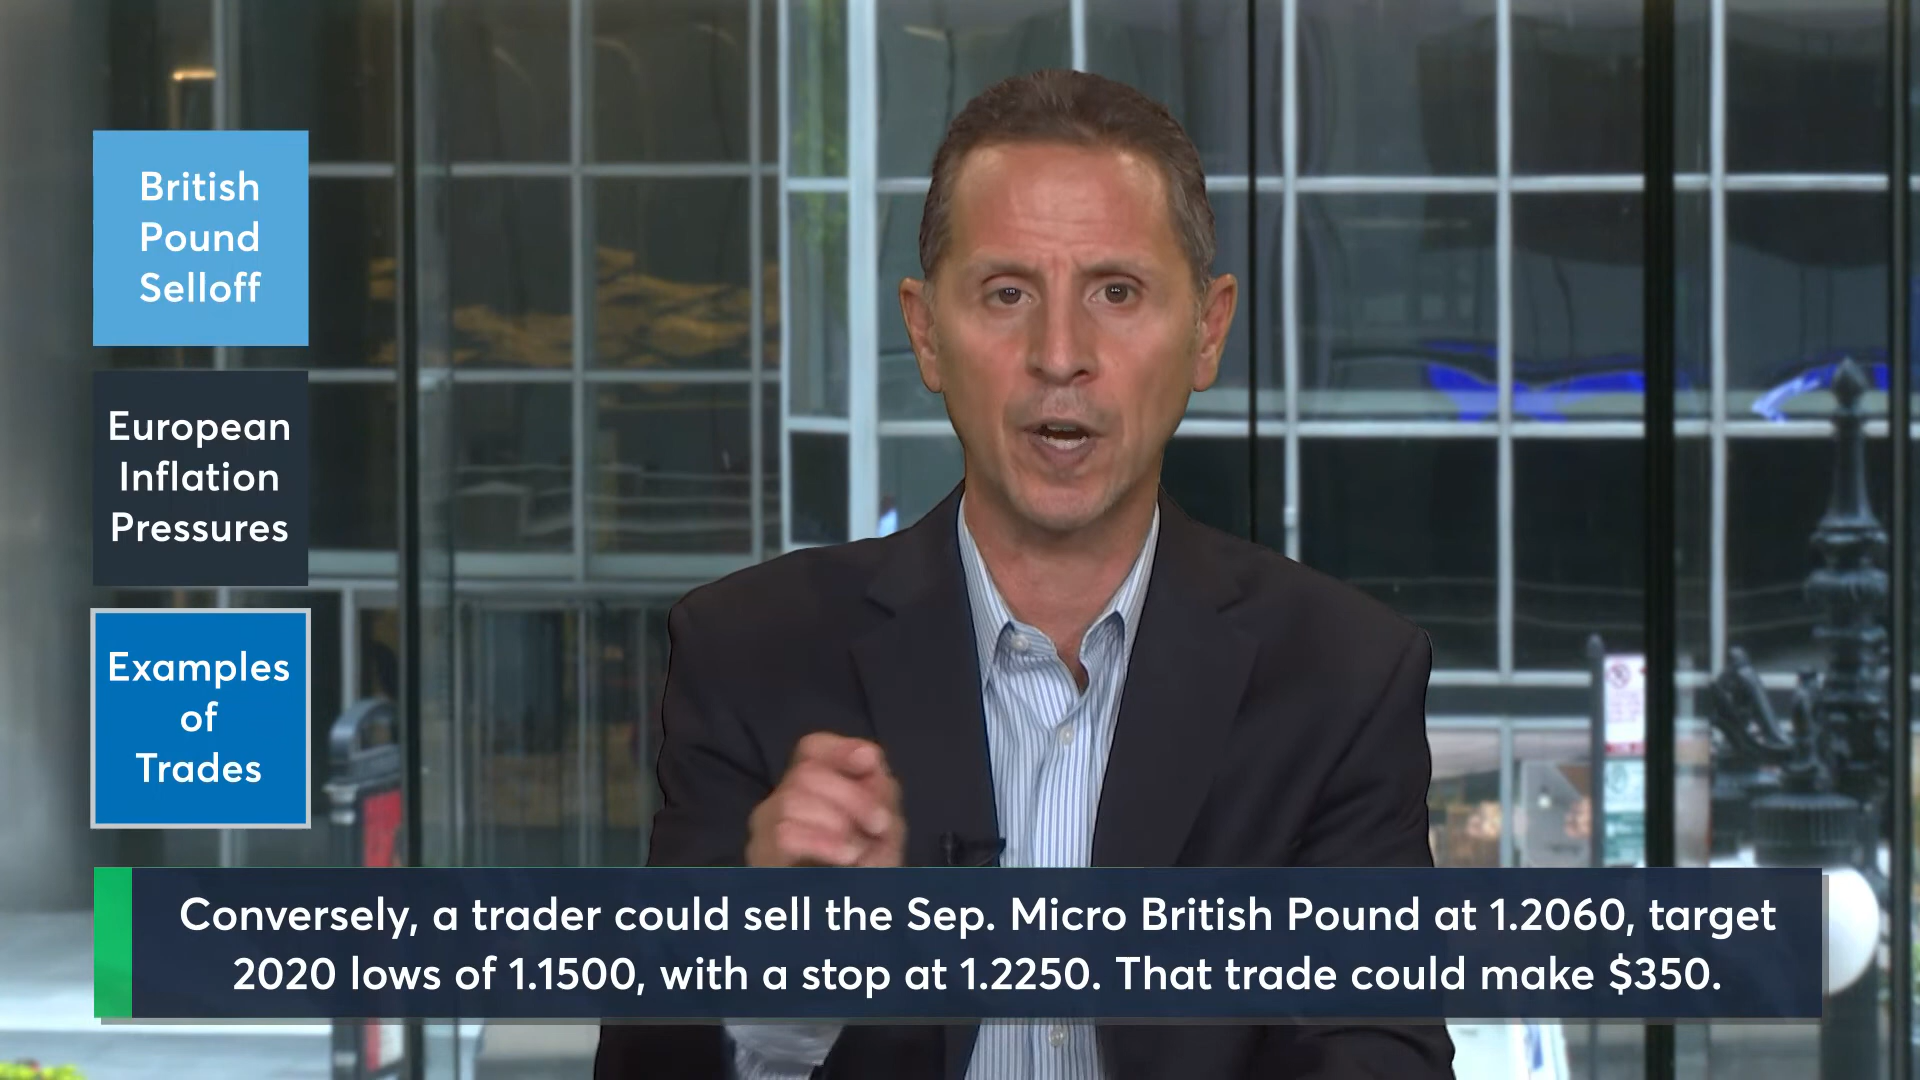 British
Pound
Selloff
European
Inflation
Pressures
Examples
of
Trades
Conversely, a trader could sell the Sep. Micro British Pound at 1.2060, target
2020 lows of 1.1500, with a stop at 1.2250. That trade could make $350.